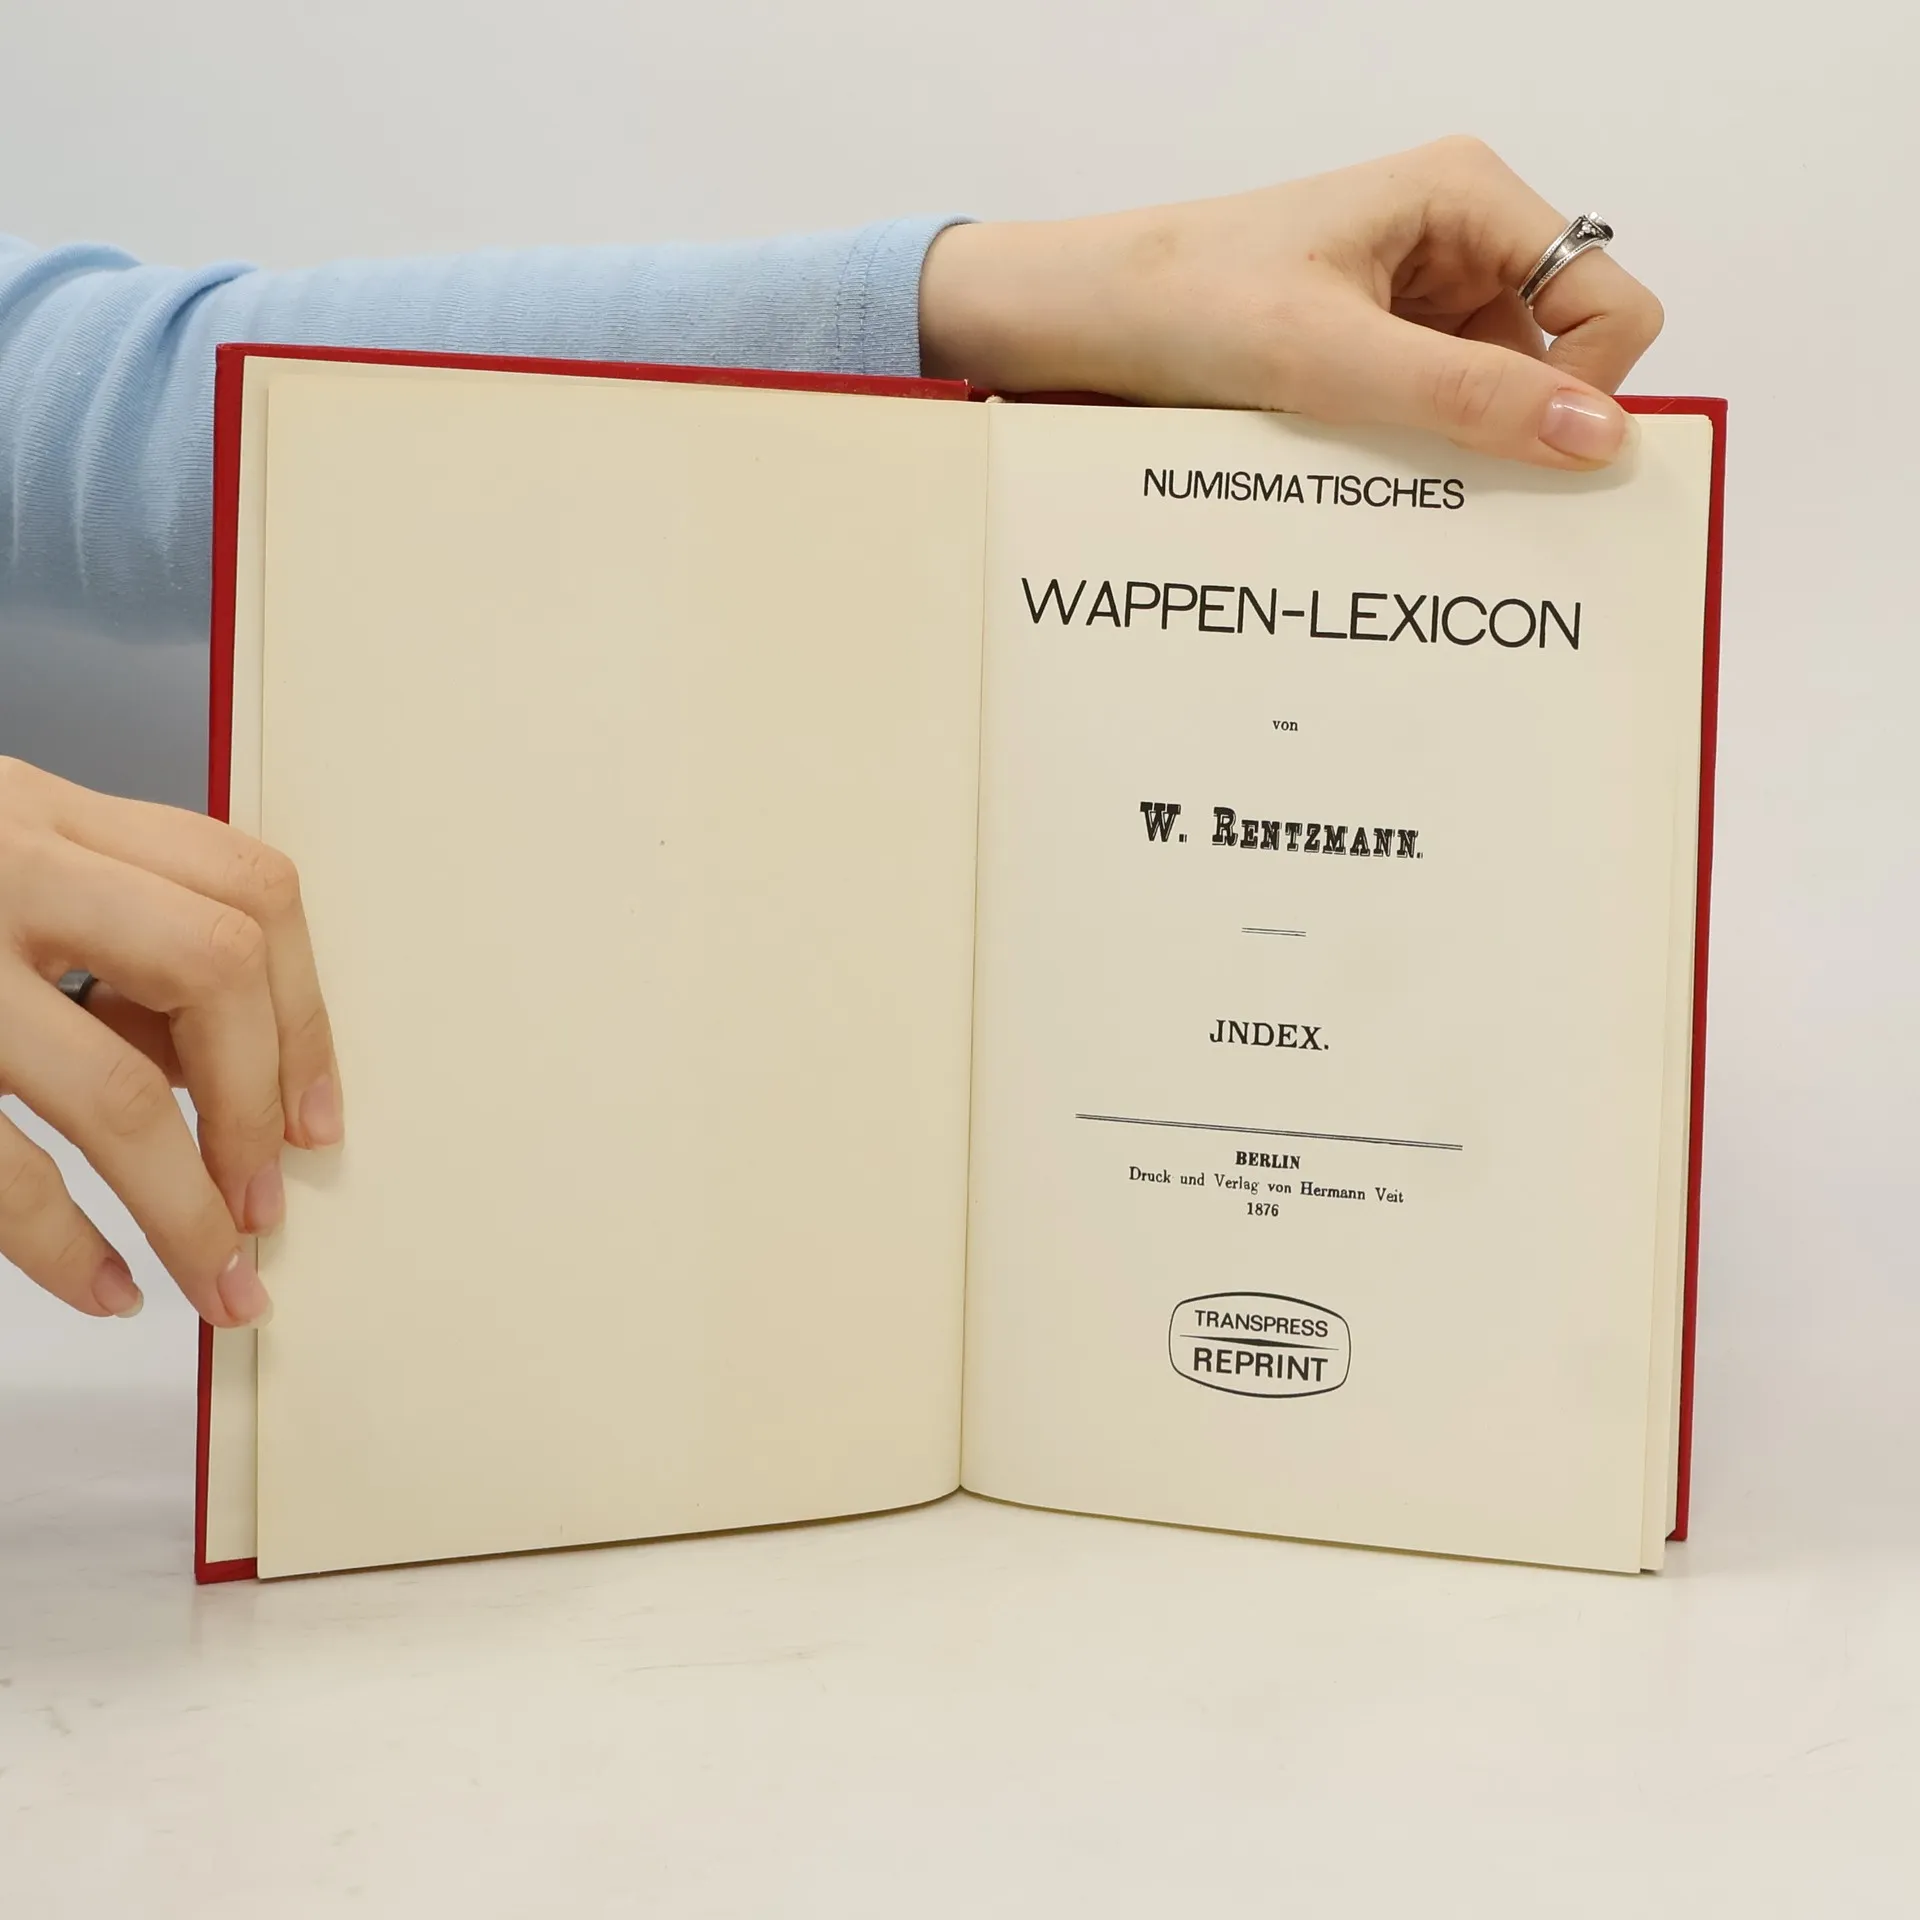 NUMISMATISCHES
WAPPEN-LEXICON
von
W. RENTZMANN.
JNDEX.
BERLIN
Druck und Verlag von Hermann Veit
1876
TRANSPRESS
REPRINT